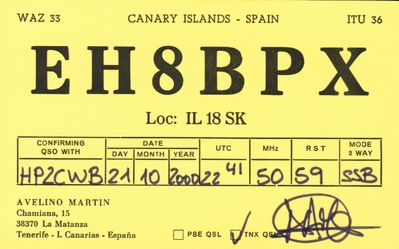 WAZ 33 CANARY ISLANDS - SPAIN ITU 36
EH8BPX
Loc: IL 18 SK
CONFIRMING QSO WITH DATE DAY MONTH YEAR UTC MHz R S T MODE 2 WAY
HP2CWB 21 10 2000 22 41 50 59 SSB
AVELINO MARTIN
Chamiana, 15
38370 La Matanza
Tenerife - I. Canarias - España PSE QSL TNX QSL